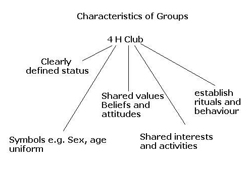 Characteristics of Groups
4 H Club
Clearly
defined status
Shared values
Beliefs and
attitudes
establish
rituals and
behaviour
Symbols e.g. Sex, age
uniform
Shared interests
and activities